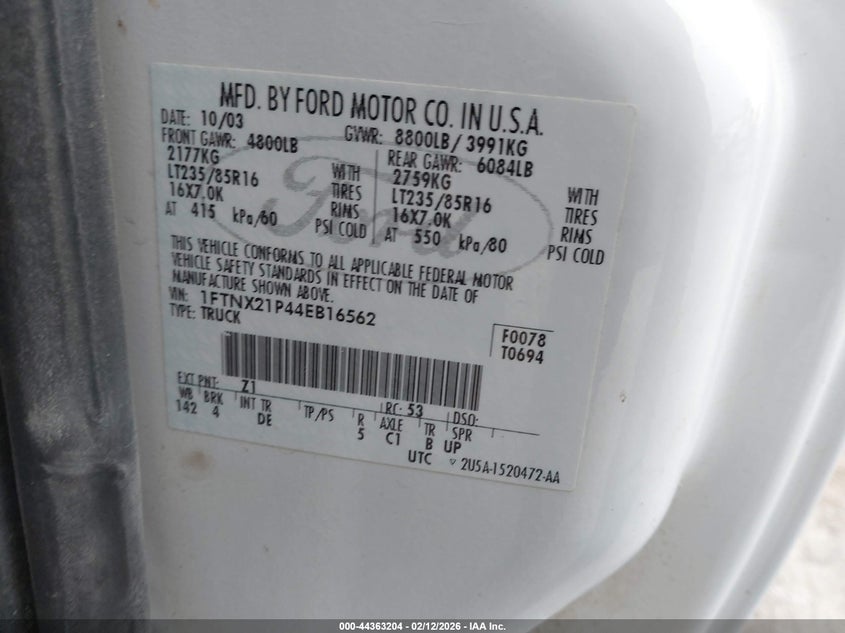 MFD. BY FORD MOTOR CO. IN U.S.A.
DATE: 10/03 GVWR: 8800LB/ 3991KG
FRONT GAWR: 4800LB REAR GAWR: 6084LB
2177KG WITH 2759KG WITH
LT235/85R16 TIRES LT235/85R16 TIRES
16X7.0K RIMS 16X7.0K RIMS
AT 415 kPa/60 PSI COLD AT 550 kPa/80 PSI COLD
Ford
THIS VEHICLE CONFORMS TO ALL APPLICABLE FEDERAL MOTOR
VEHICLE SAFETY STANDARDS IN EFFECT ON THE DATE OF
MANUFACTURE SHOWN ABOVE.
VIN: 1FTNX21P44EB16562
TYPE: TRUCK
F0078
T0694
EXT PNT: Z1 RC: 53 DSO:
WB BRK INT TR TP/PS R AXLE TR SPR
142 4 DE 5 C1 B UP
UTC 2U5A-1520472-AA
000-44363204 - 02/12/2026 - IAA Inc.